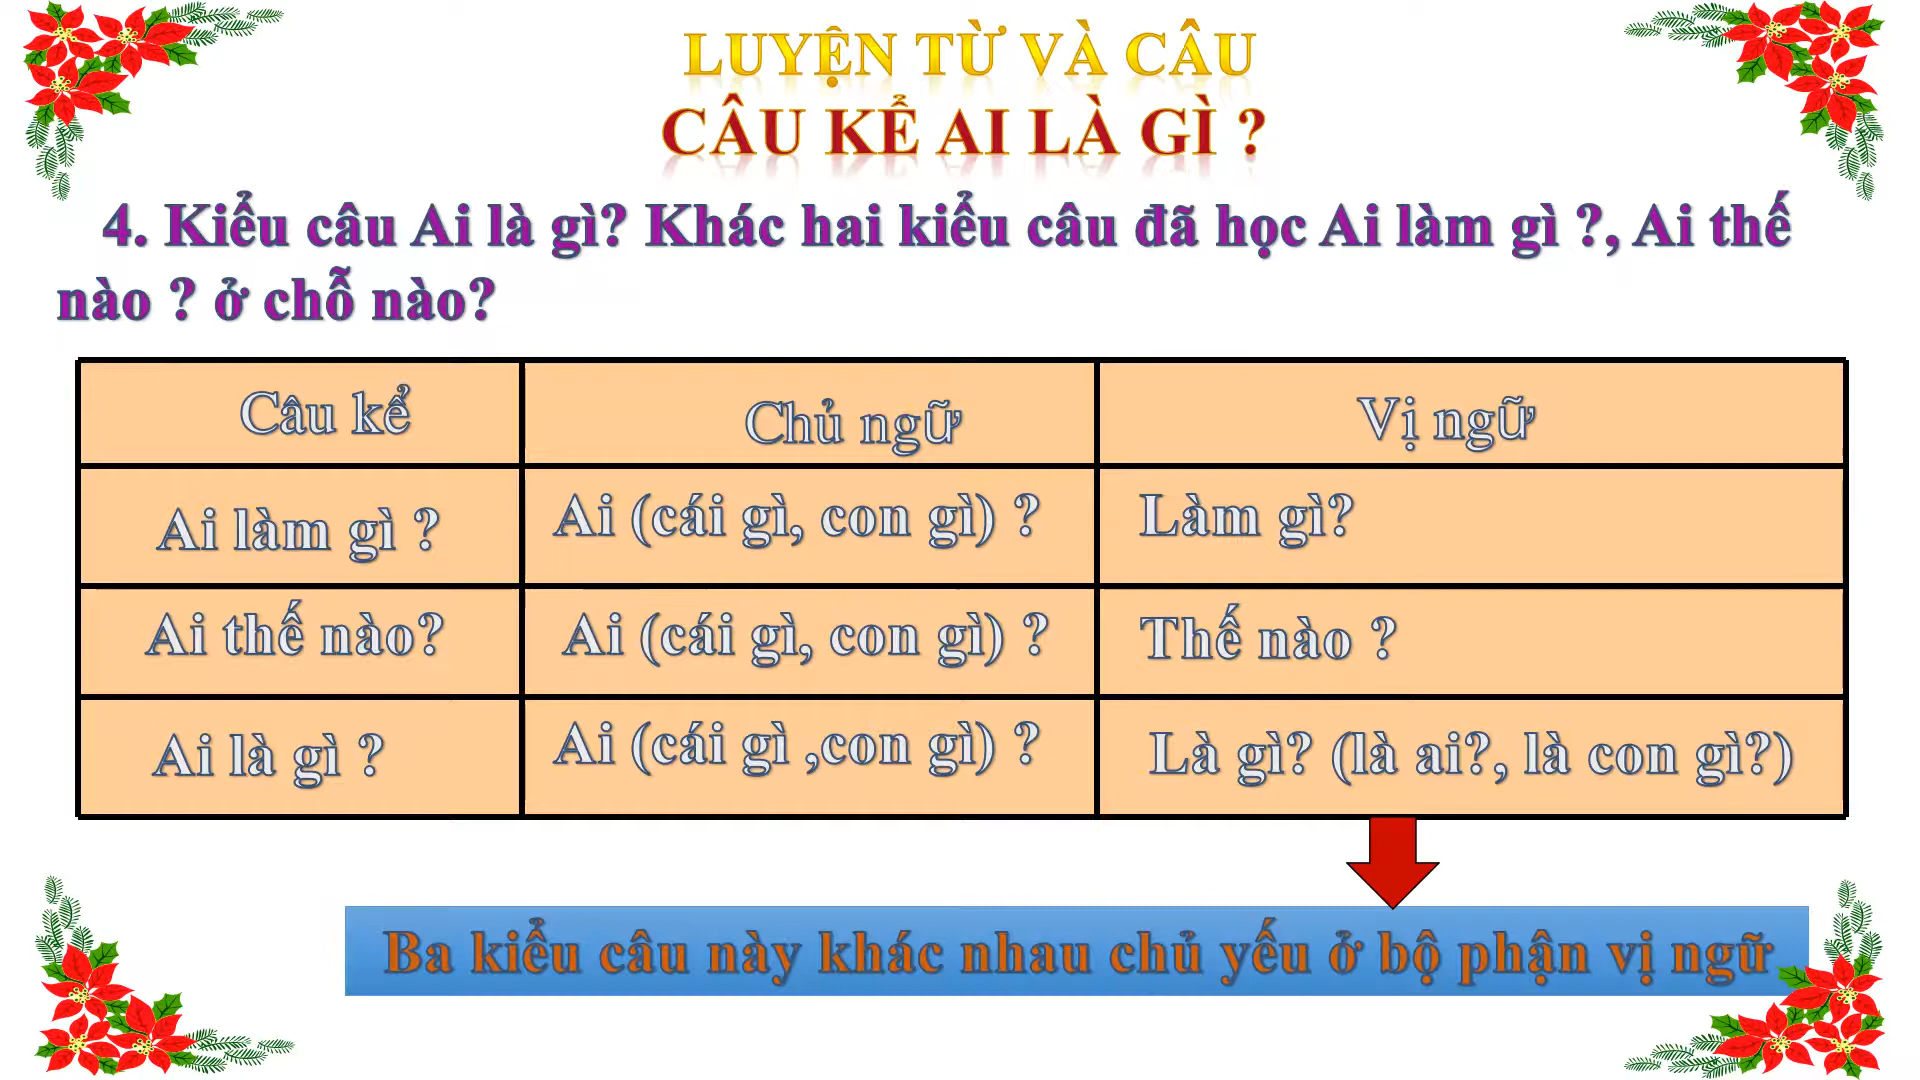 LUYỆN TỪ VÀ CÂU
CÂU KỂ AI LÀ GÌ ?
4. Kiểu câu Ai là gì? Khác hai kiểu câu đã học Ai làm gì ?, Ai thế
nào ? ở chỗ nào?
Câu kể
Chủ ngữ
Vị ngữ
Ai làm gì ?
Ai (cái gì, con gì) ?
Làm gì?
Ai thế nào?
Ai (cái gì, con gì) ?
Thế nào ?
Ai là gì ?
Ai (cái gì ,con gì) ?
Là gì? (là ai?, là con gì?)
Ba kiểu câu này khác nhau chủ yếu ở bộ phận vị ngữ